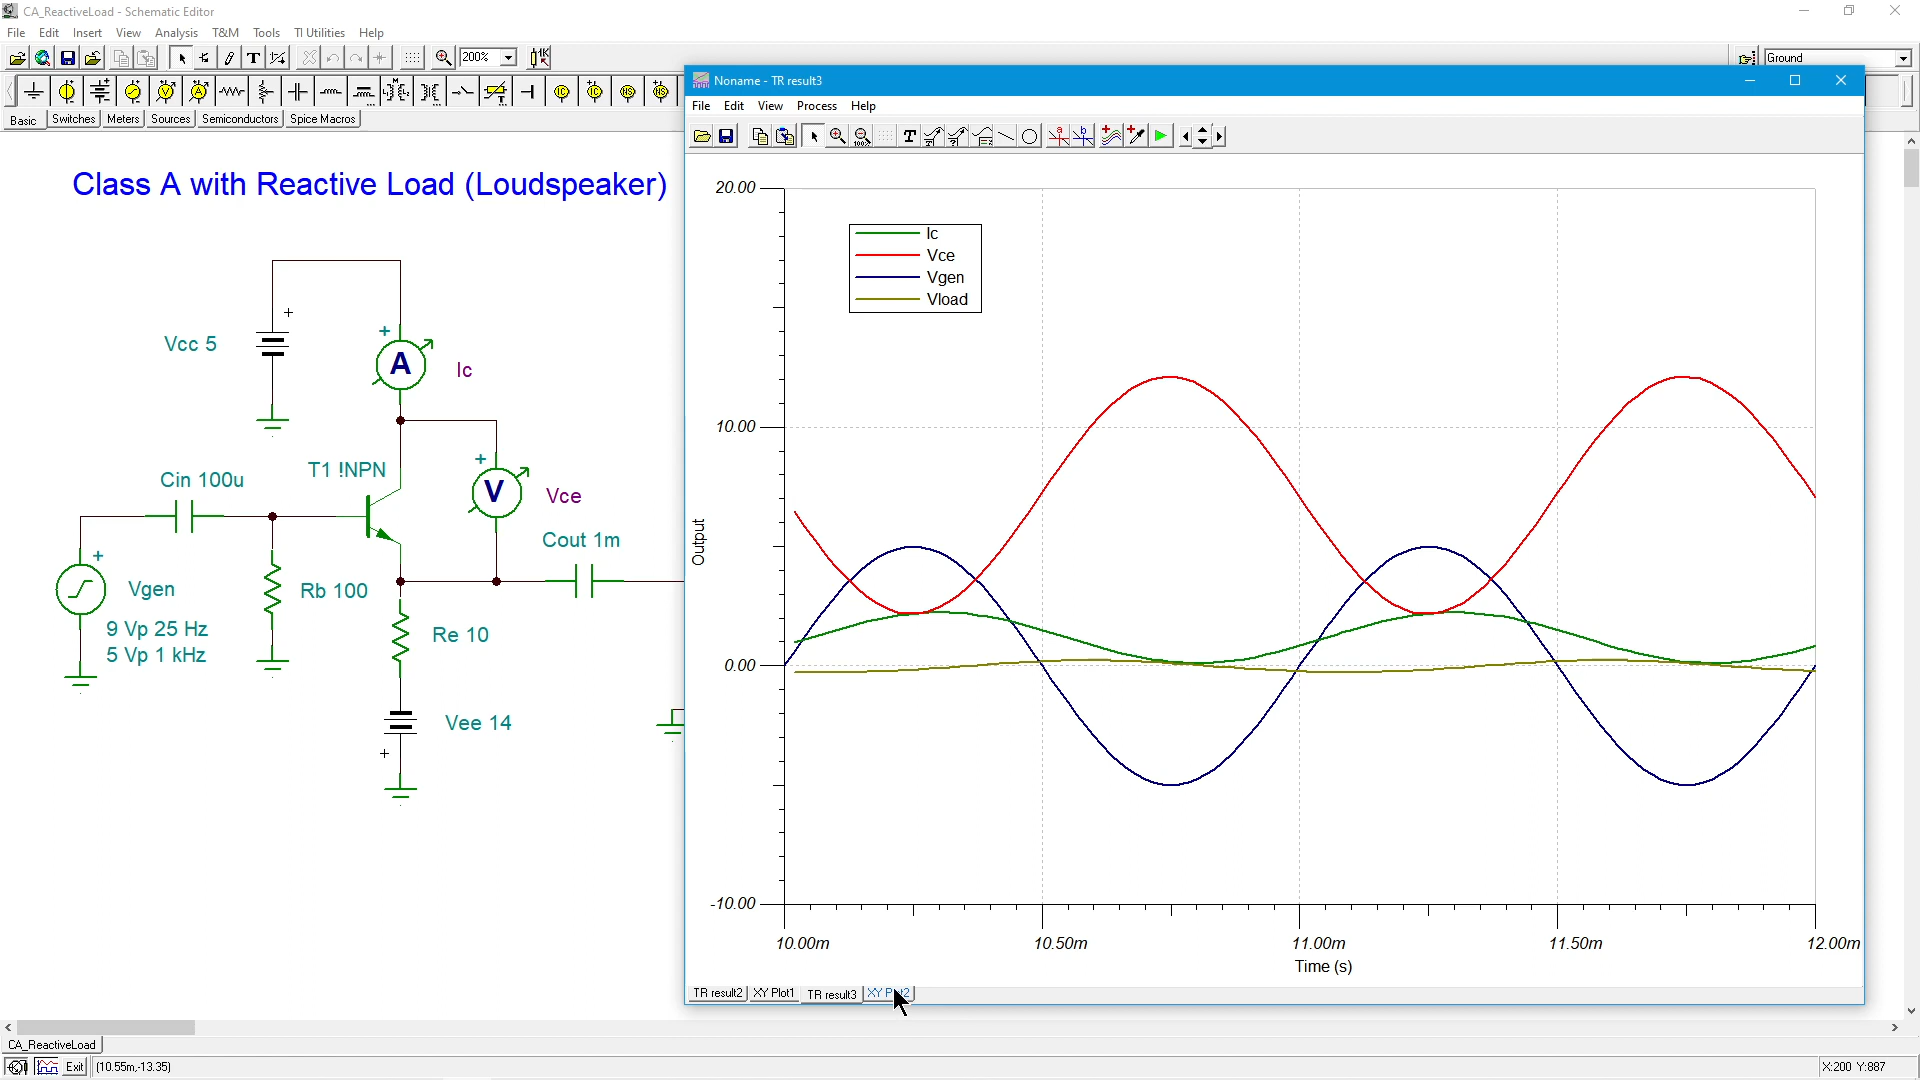 CA_ReactiveLoad - Schematic Editor
File Edit Insert View Analysis T&M Tools TI Utilities Help
200%
1K
Ground
Basic Switches Meters Sources Semiconductors Spice Macros
Class A with Reactive Load (Loudspeaker)
Vcc 5
+
+
A
Ic
T1 !NPN
+
V
Vce
Cin 100u
Cout 1m
+
Vgen
9 Vp 25 Hz
5 Vp 1 kHz
Rb 100
Re 10
Vee 14
+
Noname - TR result3
File Edit View Process Help
T
a
b
20.00
10.00
0.00
-10.00
Output
Ic
Vce
Vgen
Vload
10.00m 10.50m 11.00m 11.50m 12.00m
Time (s)
TR result2 XY Plot1 TR result3
CA_ReactiveLoad
Exit (10.55m,-13.35)
X:200 Y:887